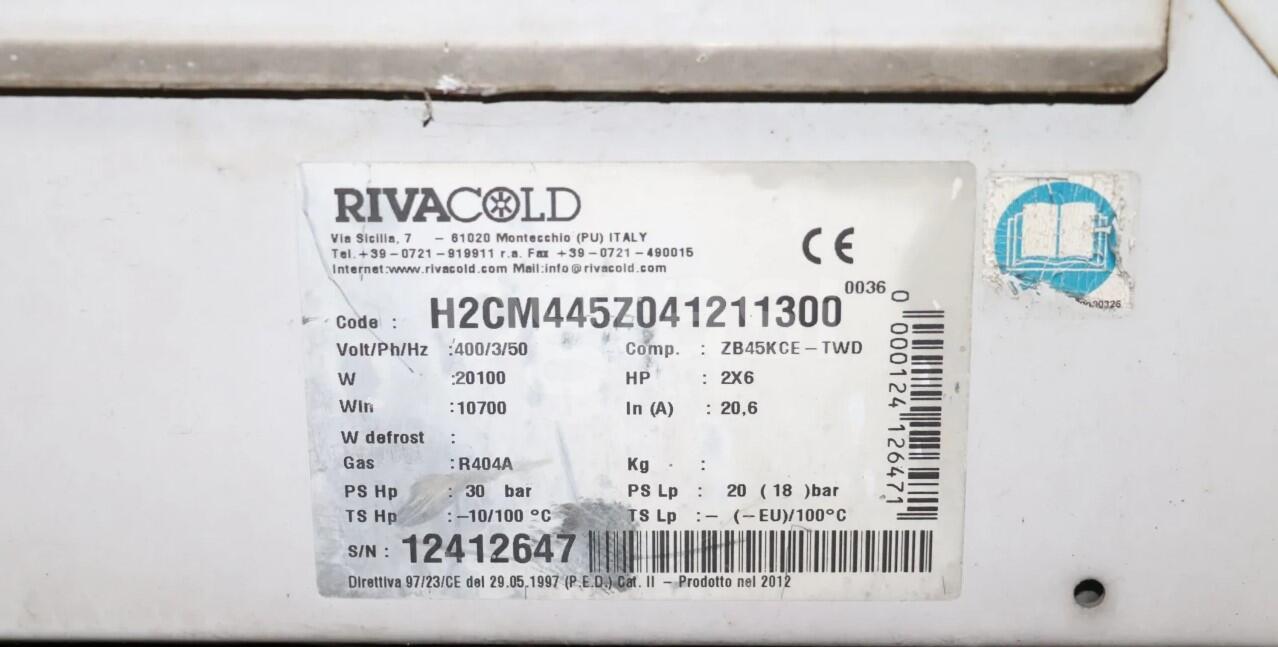 RIVACOLD
Via Sicilia, 7 – 61020 Montecchio (PU) ITALY
Tel.+39-0721-919911 r.a. Fax +39-0721-490015
Internet:www.rivacold.com Mail:info@rivacold.com
CE
0036
Code : H2CM445Z041211300
Volt/Ph/Hz :400/3/50 Comp. : ZB45KCE-TWD
W :20100 HP : 2X6
Win :10700 In (A) : 20,6
W defrost :
Gas :R404A Kg :
PS Hp : 30 bar PS Lp : 20 ( 18 )bar
TS Hp :-10/100 °C TS Lp :- (-EU)/100°C
S/N : 12412647
Direttiva 97/23/CE del 29.05.1997 (P.E.D.) Cat. II – Prodotto nel 2012
0 000124 126471